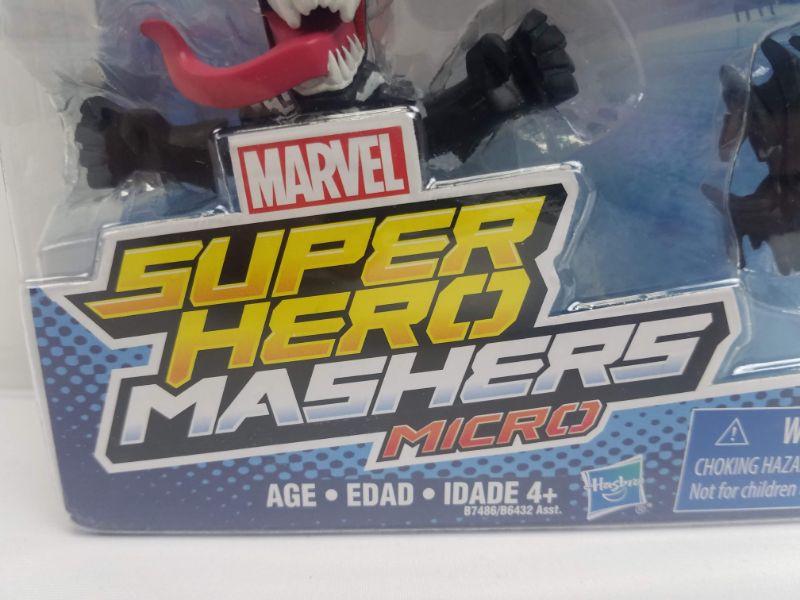 MARVEL
SUPER
HERO
MASHERS
MICRO
AGE • EDAD • IDADE 4+
B7486/B6432 Asst.
Hasbro
CHOKING HAZA
Not for children